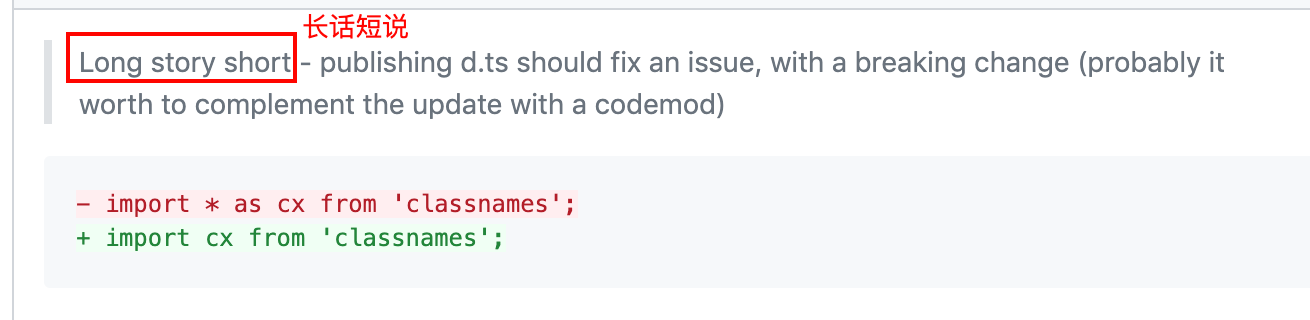 长话短说
Long story short - publishing d.ts should fix an issue, with a breaking change (probably it
worth to complement the update with a codemod)
- import * as cx from 'classnames';
+ import cx from 'classnames';